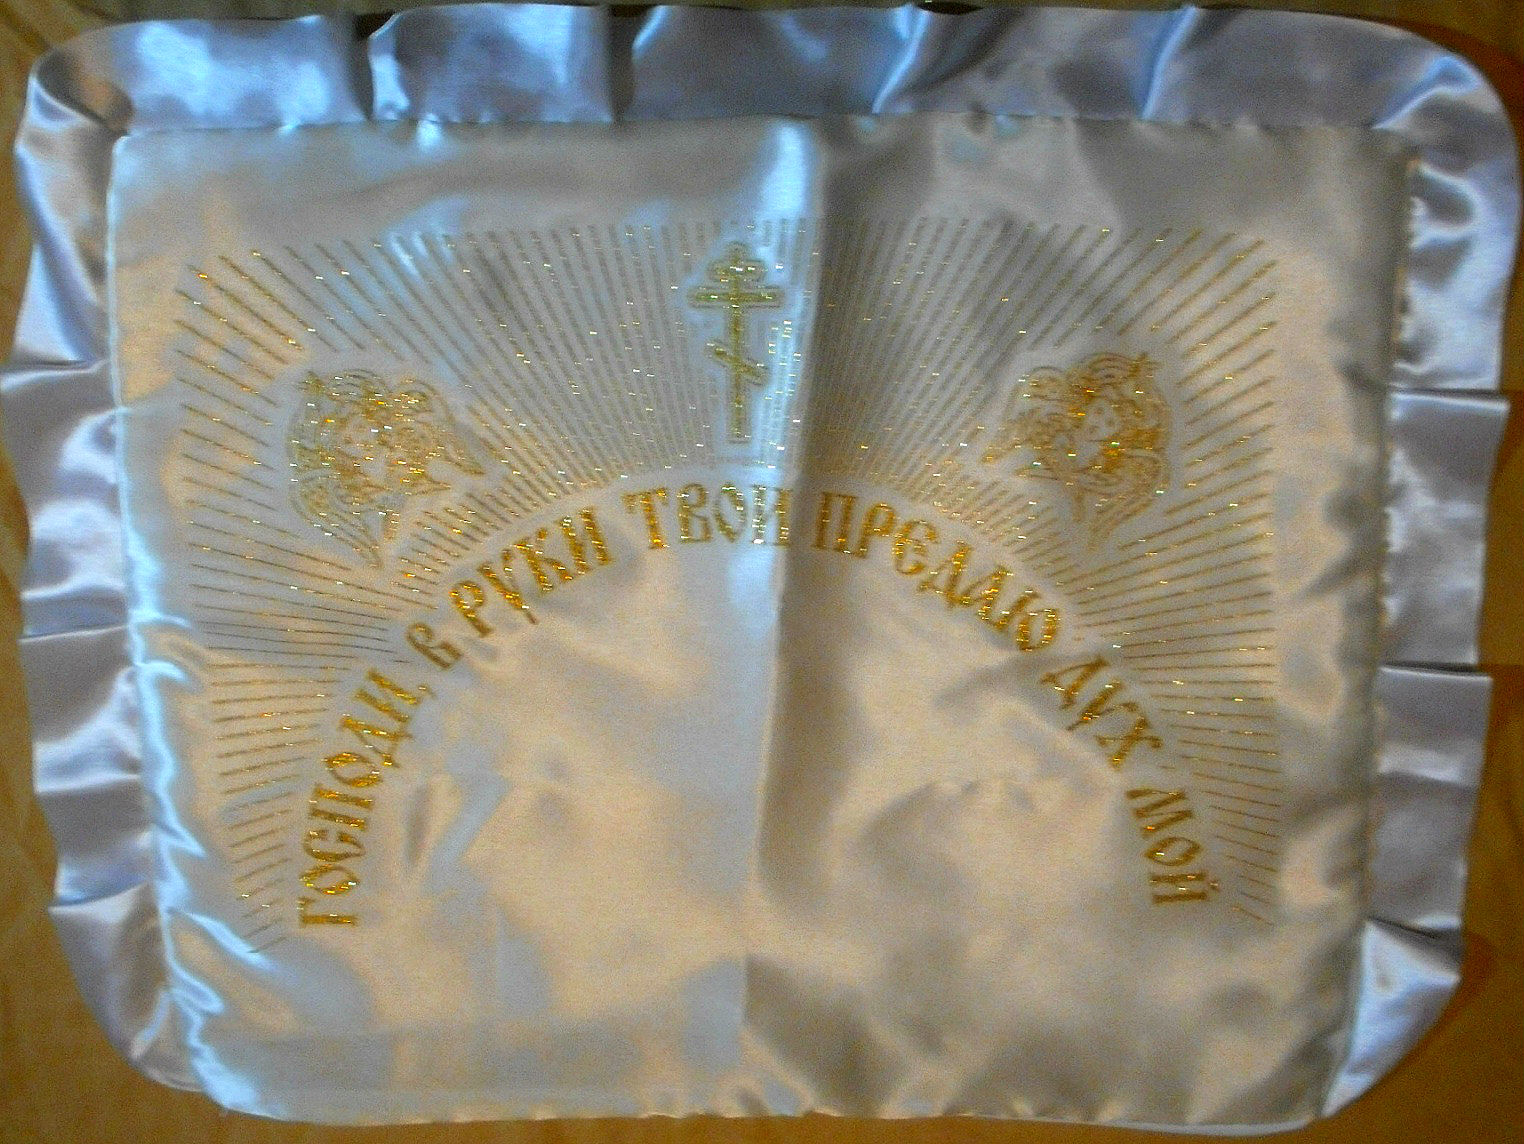 ГОСПОДИ, В РУКИ ТВОИ ПРЕДАЮ ДУХ МОЙ